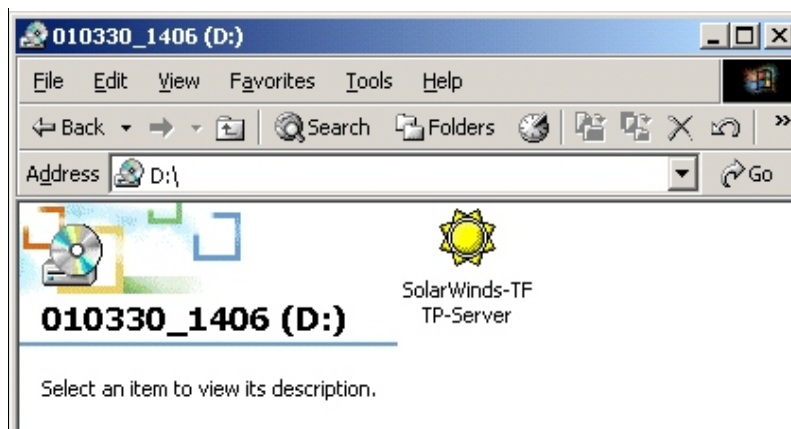 010330_1406 (D:)
File Edit View Favorites Tools Help
Back Search Folders »
Address D:\ Go
SolarWinds-TF
TP-Server
010330_1406 (D:)
Select an item to view its description.